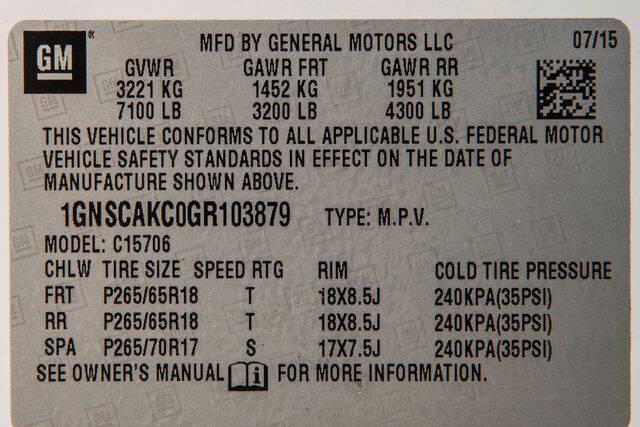 GM ® MFD BY GENERAL MOTORS LLC 07/15
GVWR GAWR FRT GAWR RR
3221 KG 1452 KG 1951 KG
7100 LB 3200 LB 4300 LB
THIS VEHICLE CONFORMS TO ALL APPLICABLE U.S. FEDERAL MOTOR
VEHICLE SAFETY STANDARDS IN EFFECT ON THE DATE OF
MANUFACTURE SHOWN ABOVE.
1GNSCAKC0GR103879 TYPE: M.P.V.
MODEL: C15706
CHLW TIRE SIZE SPEED RTG RIM COLD TIRE PRESSURE
FRT P265/65R18 T 18X8.5J 240KPA(35PSI)
RR P265/65R18 T 18X8.5J 240KPA(35PSI)
SPA P265/70R17 S 17X7.5J 240KPA(35PSI)
SEE OWNER'S MANUAL i FOR MORE INFORMATION.